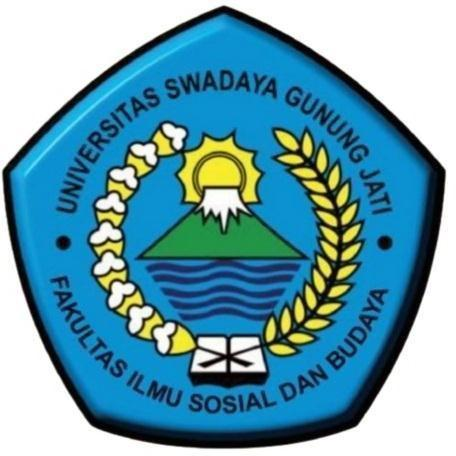 UNIVERSITAS SWADAYA GUNUNG JATI
FAKULTAS ILMU SOSIAL DAN BUDAYA